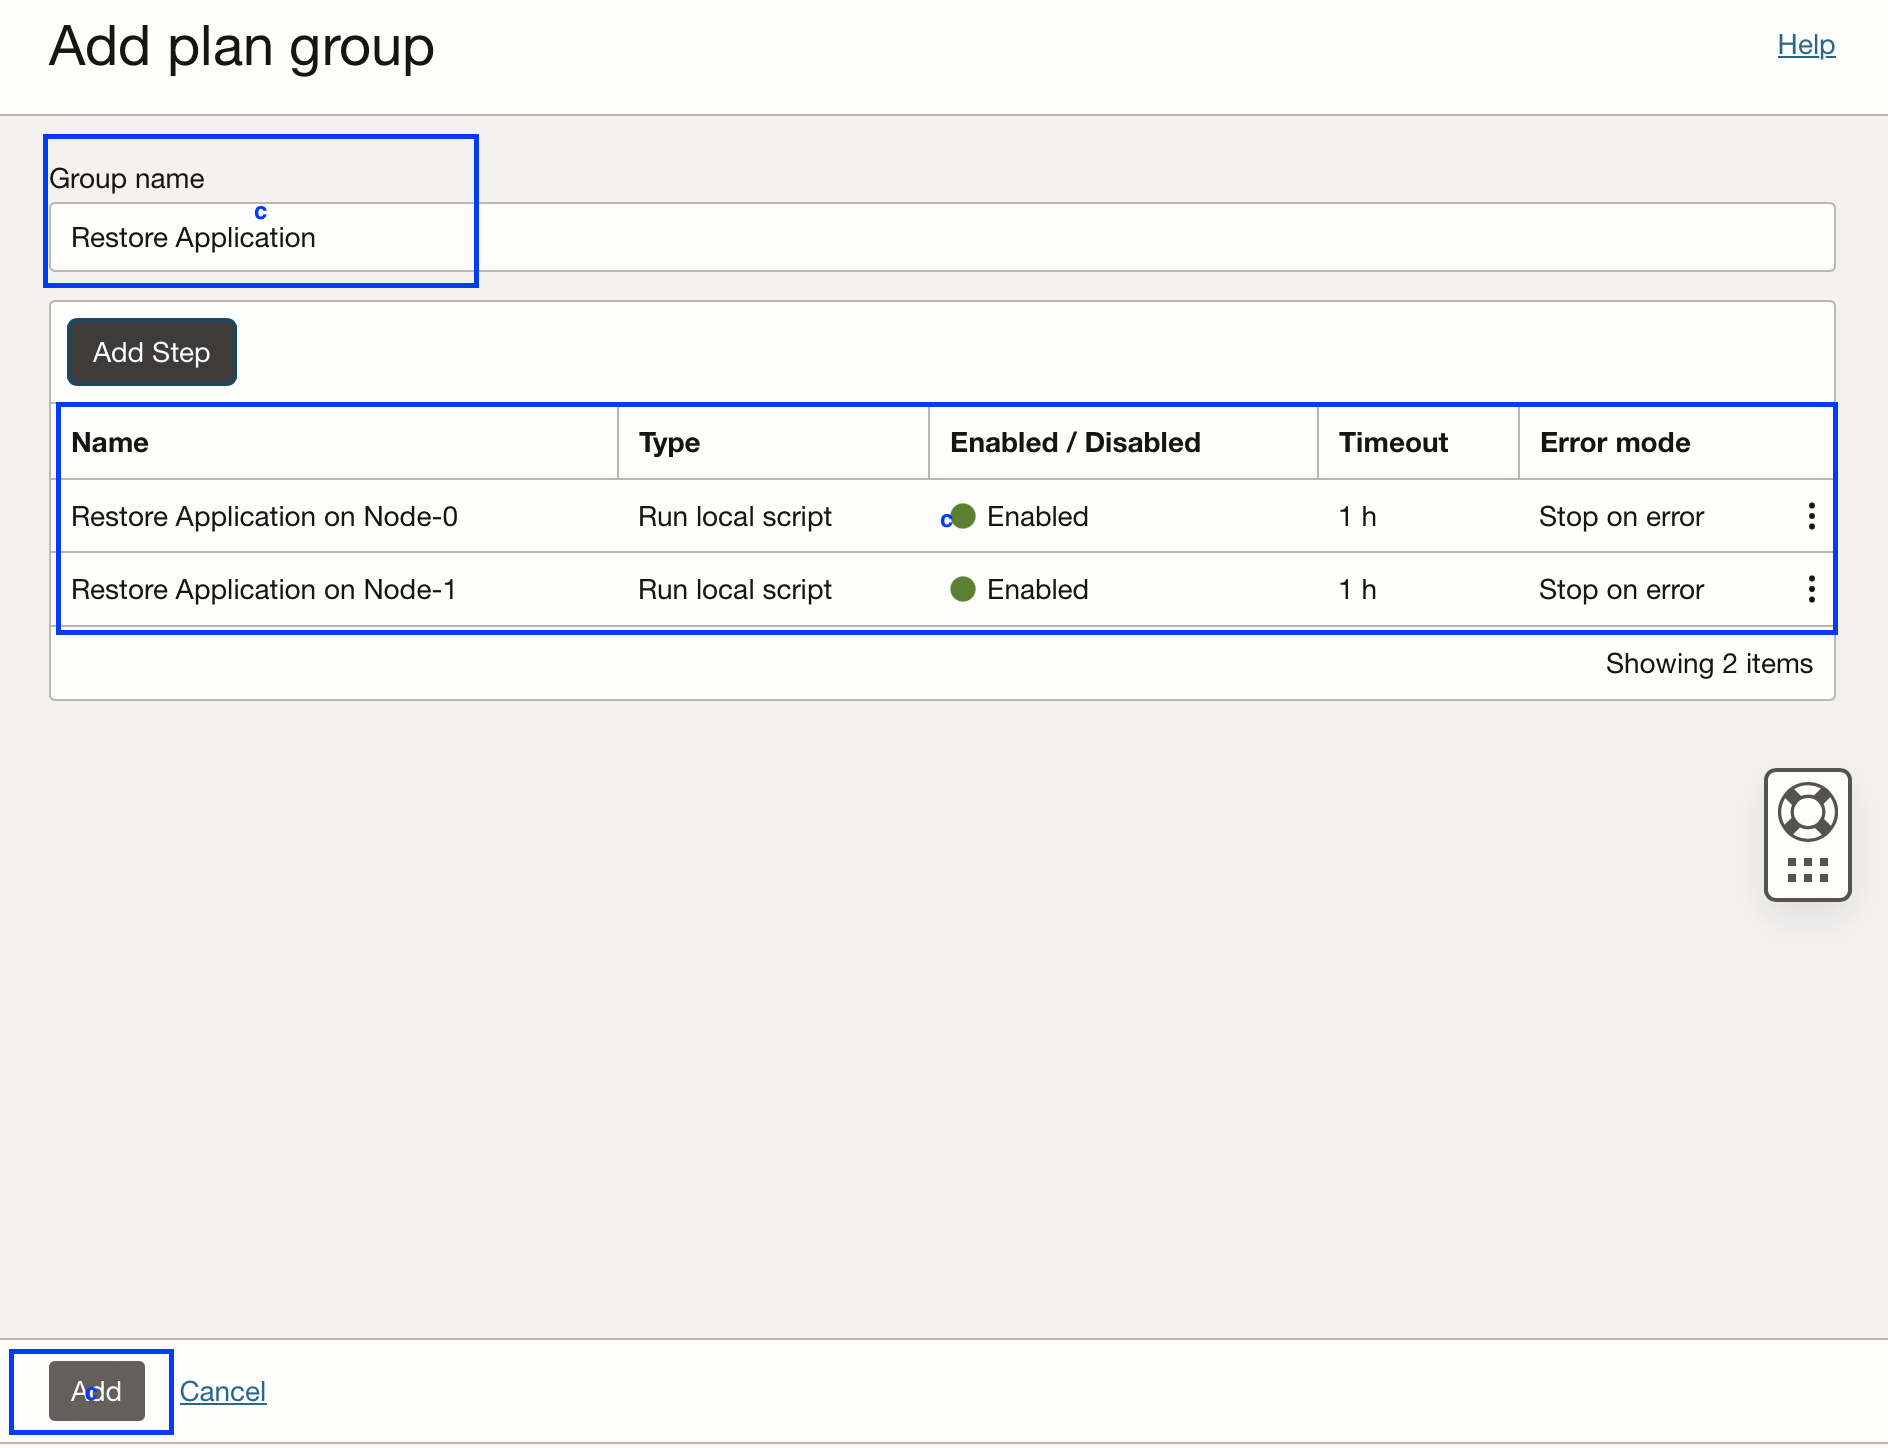 Add plan group
Help
Group name
c
Restore Application
Add Step
Name Type Enabled / Disabled Timeout Error mode
Restore Application on Node-0 Run local script c Enabled 1 h Stop on error
Restore Application on Node-1 Run local script Enabled 1 h Stop on error
Showing 2 items
Add c Cancel